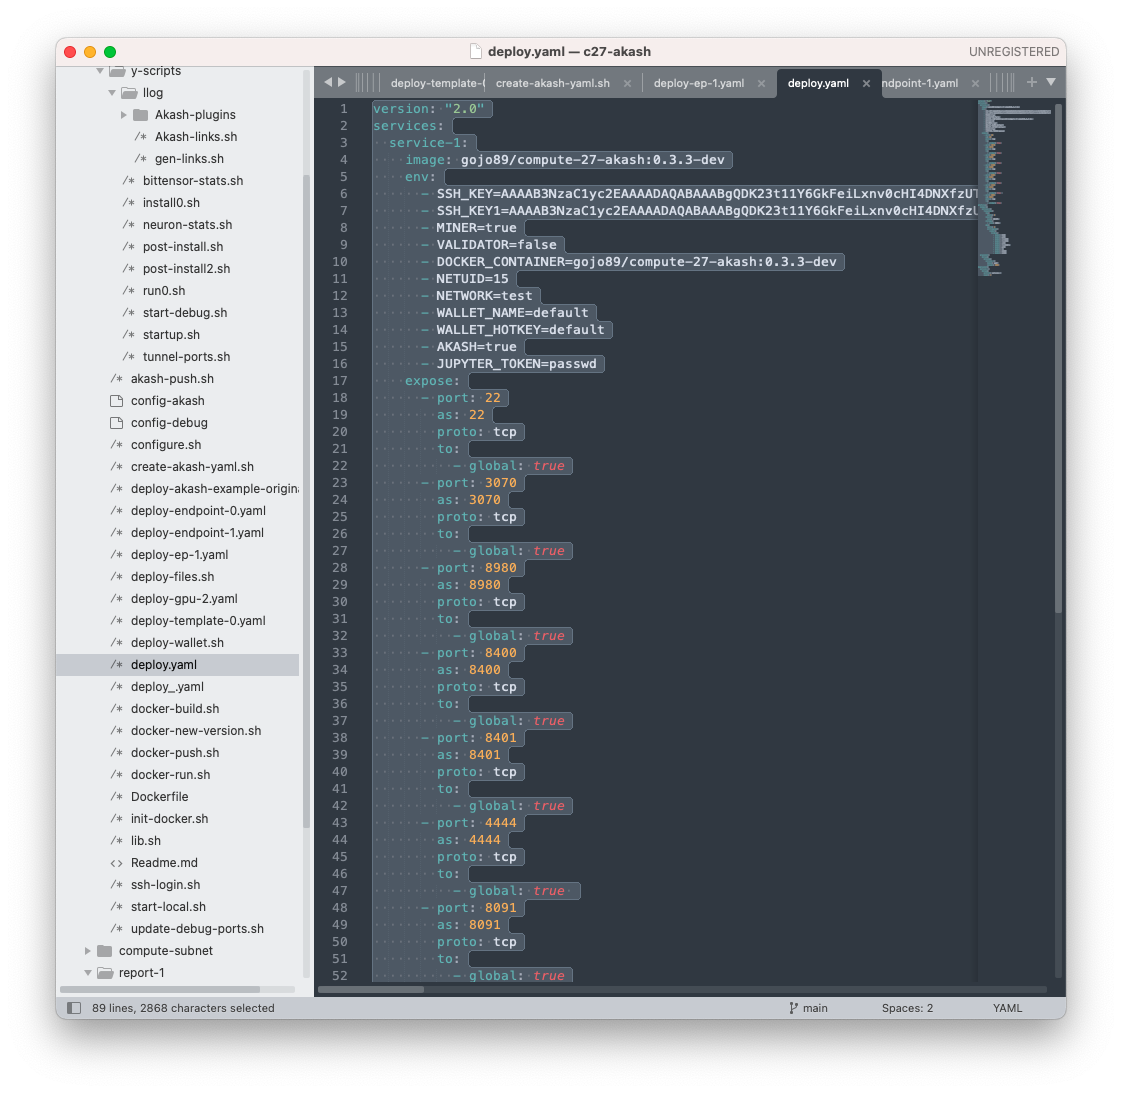 deploy.yaml — c27-akash
UNREGISTERED
y-scripts
llog
Akash-plugins
/* Akash-links.sh
/* gen-links.sh
/* bittensor-stats.sh
/* install0.sh
/* neuron-stats.sh
/* post-install.sh
/* post-install2.sh
/* run0.sh
/* start-debug.sh
/* startup.sh
/* tunnel-ports.sh
/* akash-push.sh
config-akash
config-debug
/* configure.sh
/* create-akash-yaml.sh
/* deploy-akash-example-origina
/* deploy-endpoint-0.yaml
/* deploy-endpoint-1.yaml
/* deploy-ep-1.yaml
/* deploy-files.sh
/* deploy-gpu-2.yaml
/* deploy-template-0.yaml
/* deploy-wallet.sh
/* deploy.yaml
/* deploy_.yaml
/* docker-build.sh
/* docker-new-version.sh
/* docker-push.sh
/* docker-run.sh
/* Dockerfile
/* init-docker.sh
/* lib.sh
<> Readme.md
/* ssh-login.sh
/* start-local.sh
/* update-debug-ports.sh
compute-subnet
report-1
deploy-template-
create-akash-yaml.sh ×
deploy-ep-1.yaml ×
deploy.yaml ×
ndpoint-1.yaml ×
+
1 version: "2.0"
2 services:
3   service-1:
4     image: gojo89/compute-27-akash:0.3.3-dev
5     env:
6       - SSH_KEY=AAAAB3NzaC1yc2EAAAADAQABAAABgQDK23t11Y6GkFeiLxnv0cHI4DNXfzUT
7       - SSH_KEY1=AAAAB3NzaC1yc2EAAAADAQABAAABgQDK23t11Y6GkFeiLxnv0cHI4DNXfzU
8       - MINER=true
9       - VALIDATOR=false
10       - DOCKER_CONTAINER=gojo89/compute-27-akash:0.3.3-dev
11       - NETUID=15
12       - NETWORK=test
13       - WALLET_NAME=default
14       - WALLET_HOTKEY=default
15       - AKASH=true
16       - JUPYTER_TOKEN=passwd
17     expose:
18       - port: 22
19         as: 22
20         proto: tcp
21         to:
22           - global: true
23       - port: 3070
24         as: 3070
25         proto: tcp
26         to:
27           - global: true
28       - port: 8980
29         as: 8980
30         proto: tcp
31         to:
32           - global: true
33       - port: 8400
34         as: 8400
35         proto: tcp
36         to:
37           - global: true
38       - port: 8401
39         as: 8401
40         proto: tcp
41         to:
42           - global: true
43       - port: 4444
44         as: 4444
45         proto: tcp
46         to:
47           - global: true
48       - port: 8091
49         as: 8091
50         proto: tcp
51         to:
52           - global: true
89 lines, 2868 characters selected
main
Spaces: 2
YAML